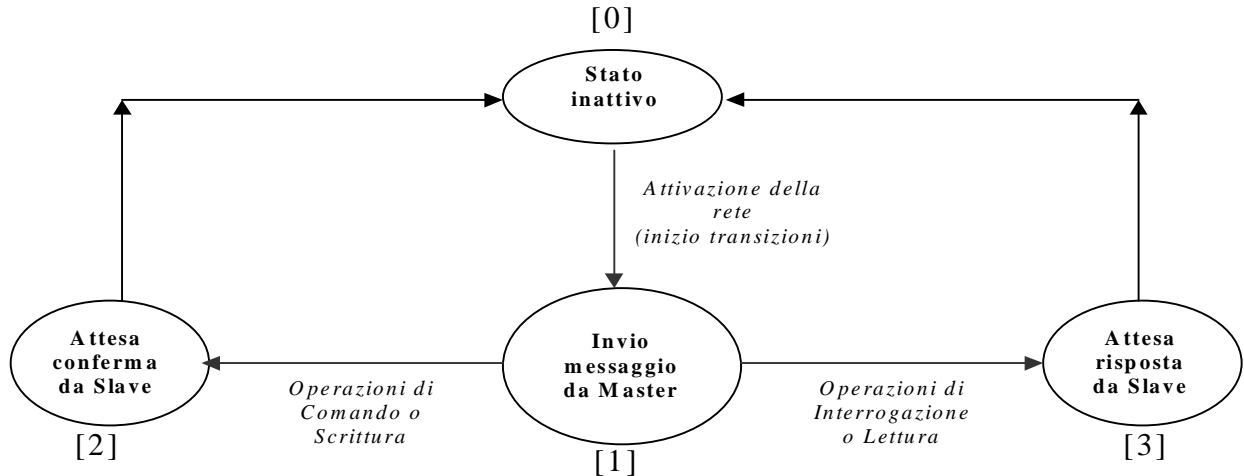 [0]
Stato
inattivo
Attivazione della
rete
(inizio transizioni)
Attesa
conferma
da Slave
[2]
Operazioni di
Comando o
Scrittura
Invio
messaggio
da Master
[1]
Operazioni di
Interrogazione
o Lettura
Attesa
risposta
da Slave
[3]